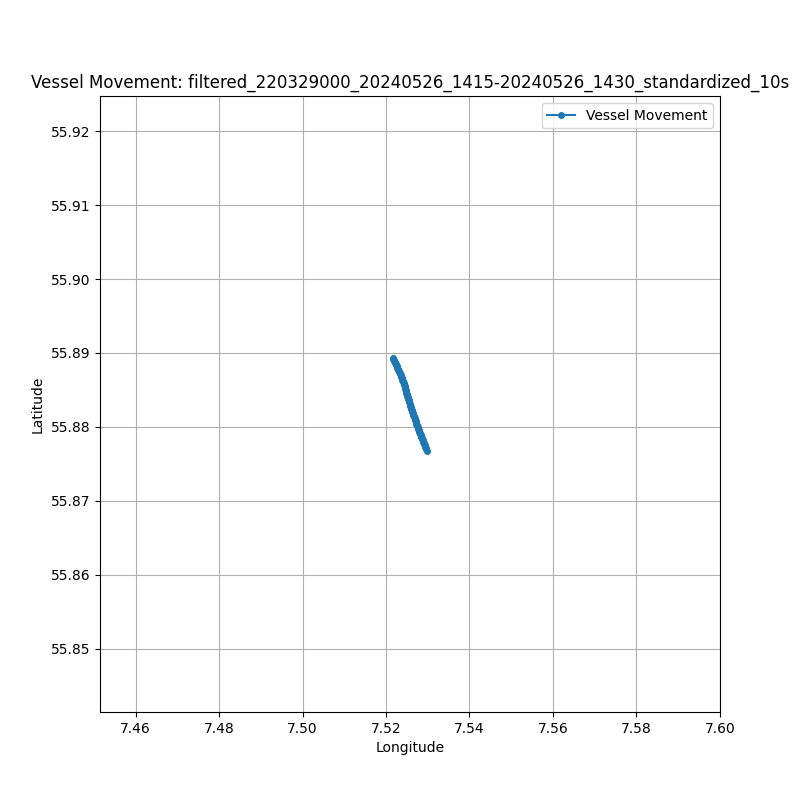 Vessel Movement: filtered_220329000_20240526_1415-20240526_1430_standardized_10s
Vessel Movement
55.92
55.91
55.90
55.89
55.88
55.87
55.86
55.85
Latitude
7.46 7.48 7.50 7.52 7.54 7.56 7.58 7.60
Longitude